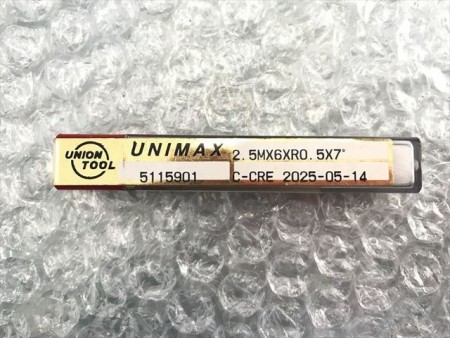 UNION
TOOL
UNIMAX 2.5MX6XR0.5X7°
5115901 C-CRE 2025-05-14